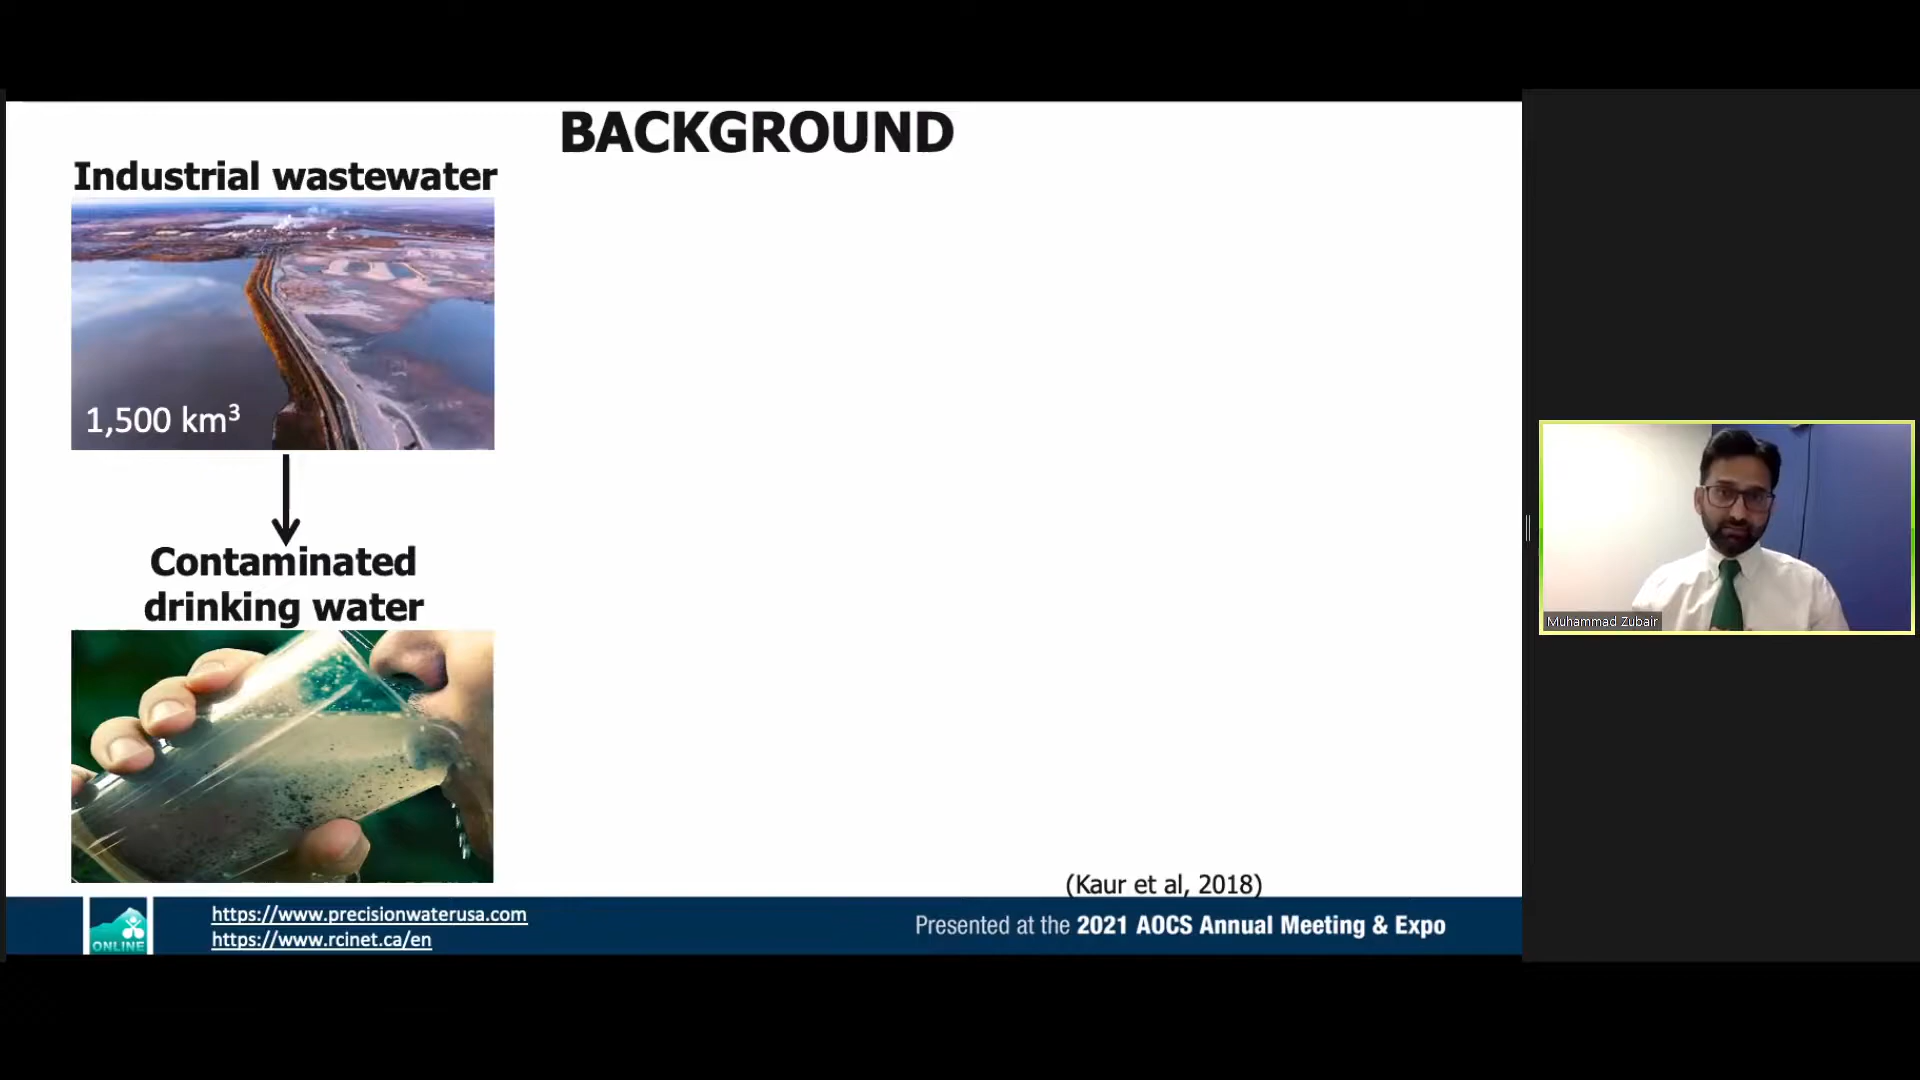 BACKGROUND
Industrial wastewater
1,500 km³
Contaminated
drinking water
(Kaur et al, 2018)
ONLINE
https://www.precisionwaterusa.com
https://www.rcinet.ca/en
Presented at the 2021 AOCS Annual Meeting & Expo
Muhammad Zubair